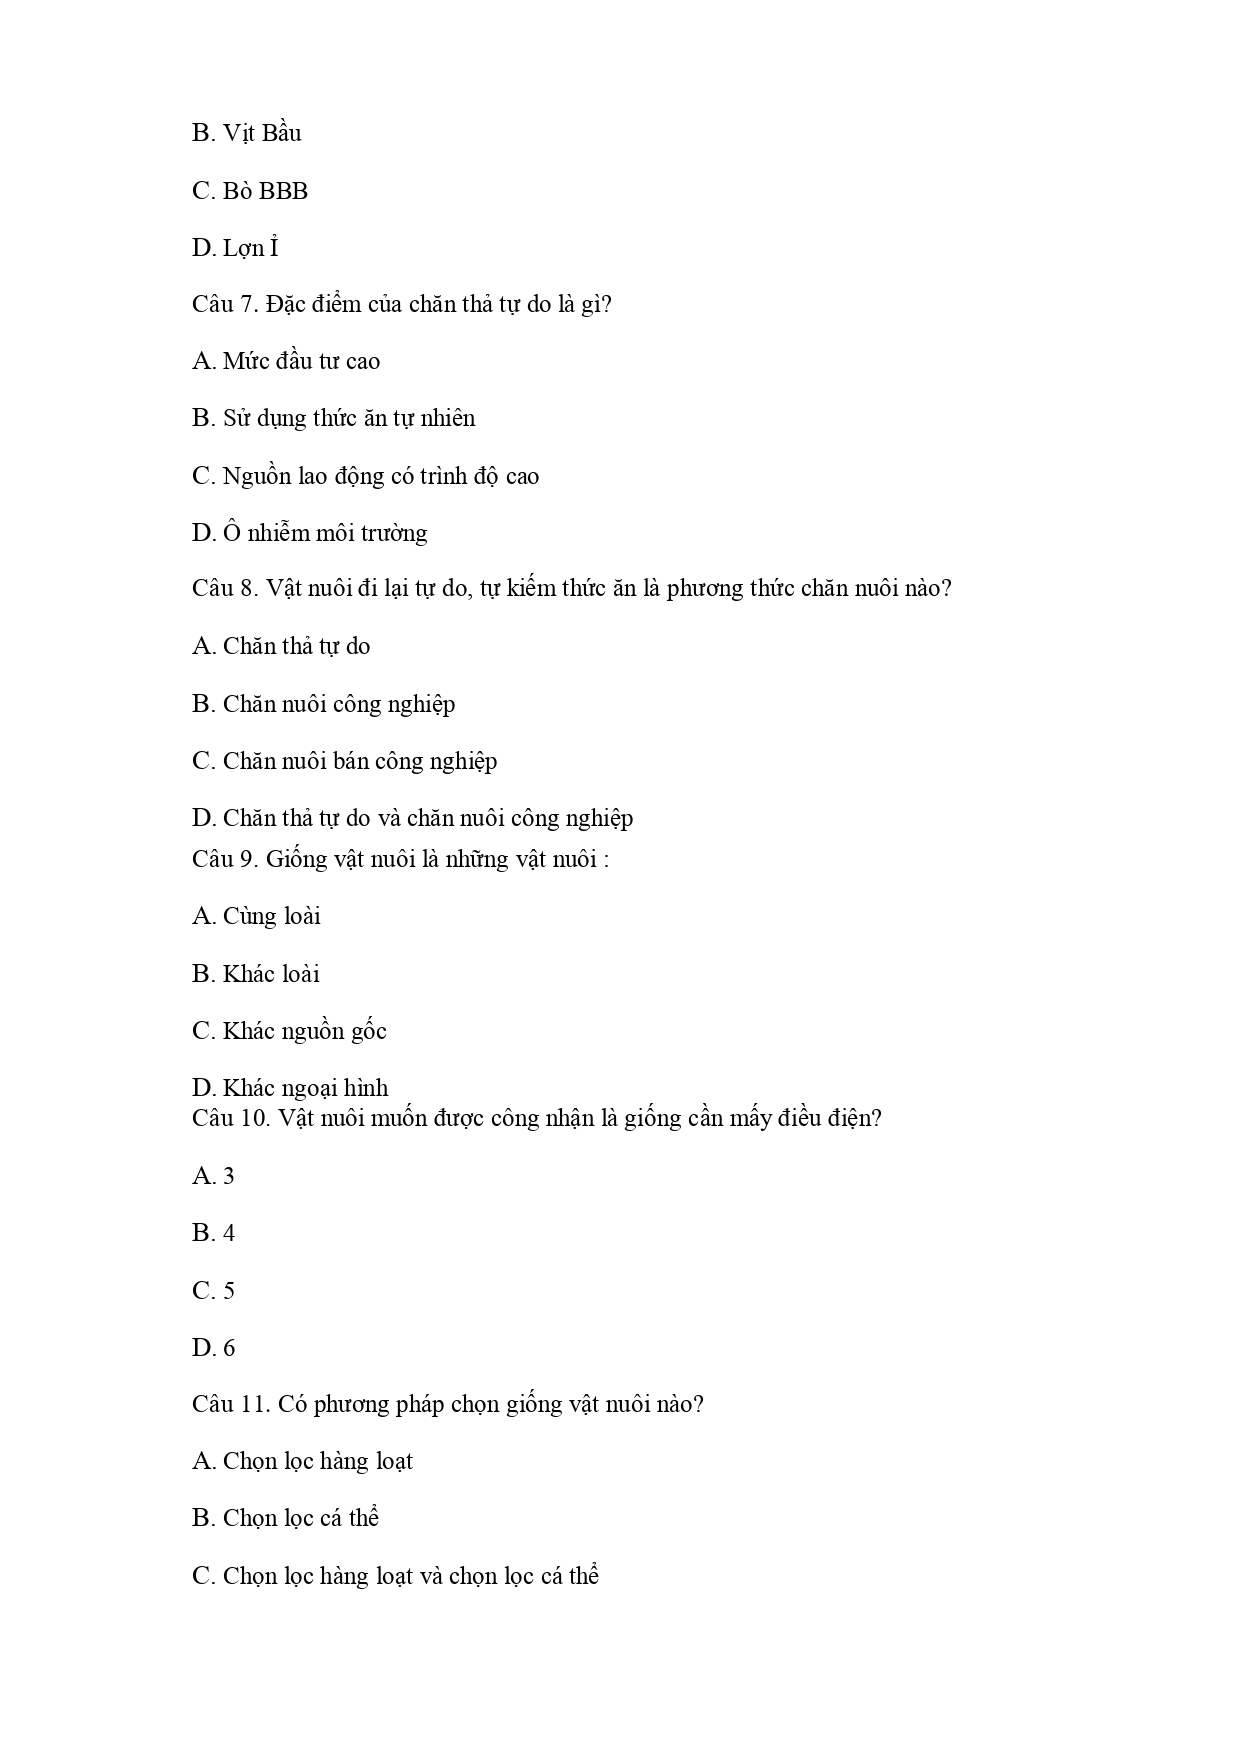 B. Vịt Bầu
C. Bò BBB
D. Lợn Ỉ
Câu 7. Đặc điểm của chăn thả tự do là gì?
A. Mức đầu tư cao
B. Sử dụng thức ăn tự nhiên
C. Nguồn lao động có trình độ cao
D. Ô nhiễm môi trường
Câu 8. Vật nuôi đi lại tự do, tự kiếm thức ăn là phương thức chăn nuôi nào?
A. Chăn thả tự do
B. Chăn nuôi công nghiệp
C. Chăn nuôi bán công nghiệp
D. Chăn thả tự do và chăn nuôi công nghiệp
Câu 9. Giống vật nuôi là những vật nuôi :
A. Cùng loài
B. Khác loài
C. Khác nguồn gốc
D. Khác ngoại hình
Câu 10. Vật nuôi muốn được công nhận là giống cần mấy điều điện?
A. 3
B. 4
C. 5
D. 6
Câu 11. Có phương pháp chọn giống vật nuôi nào?
A. Chọn lọc hàng loạt
B. Chọn lọc cá thể
C. Chọn lọc hàng loạt và chọn lọc cá thể